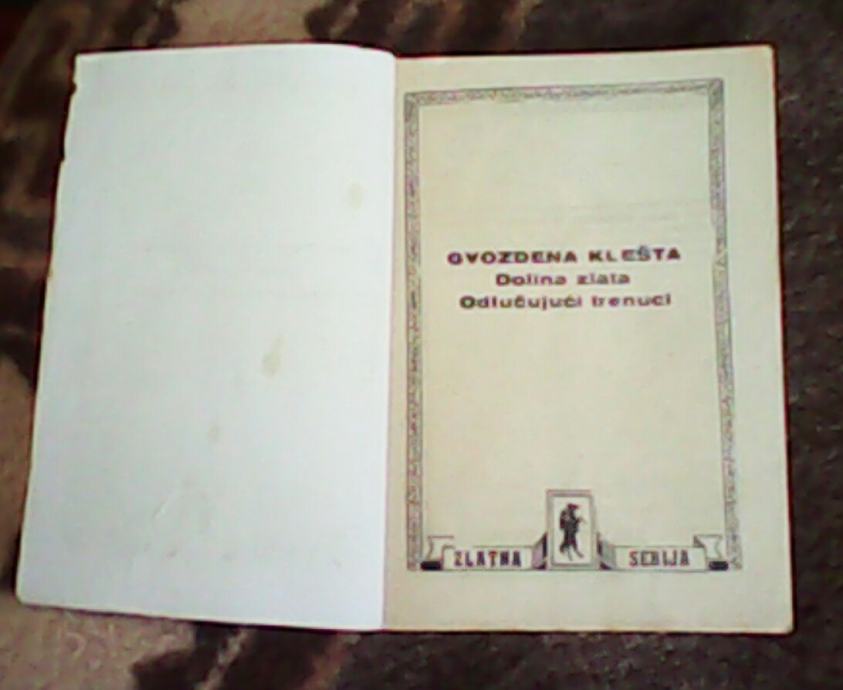 GVOZDENA KLEŠTA
Dolina zlata
Odlučujući trenuci
ZLATNA SERIJA